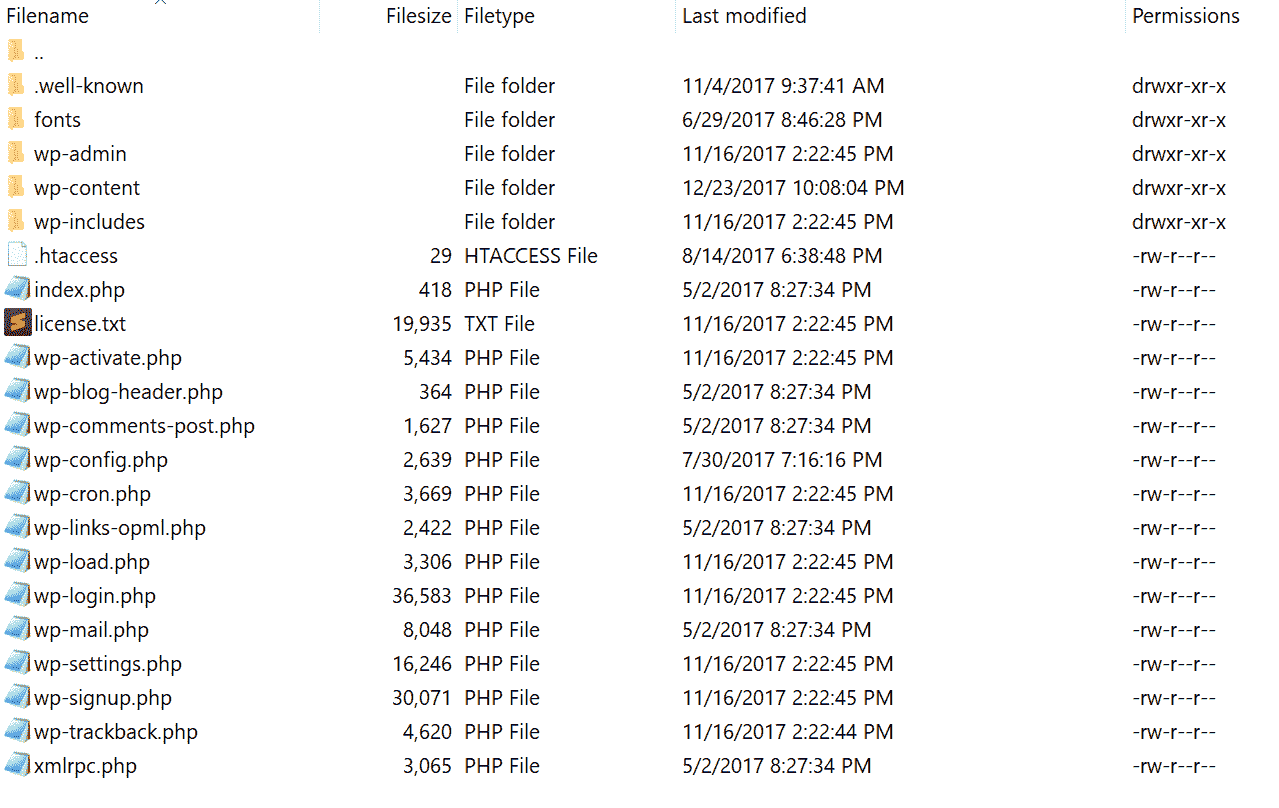 Filename Filesize Filetype Last modified Permissions
..
.well-known File folder 11/4/2017 9:37:41 AM drwxr-xr-x
fonts File folder 6/29/2017 8:46:28 PM drwxr-xr-x
wp-admin File folder 11/16/2017 2:22:45 PM drwxr-xr-x
wp-content File folder 12/23/2017 10:08:04 PM drwxr-xr-x
wp-includes File folder 11/16/2017 2:22:45 PM drwxr-xr-x
.htaccess 29 HTACCESS File 8/14/2017 6:38:48 PM -rw-r--r--
index.php 418 PHP File 5/2/2017 8:27:34 PM -rw-r--r--
license.txt 19,935 TXT File 11/16/2017 2:22:45 PM -rw-r--r--
wp-activate.php 5,434 PHP File 11/16/2017 2:22:45 PM -rw-r--r--
wp-blog-header.php 364 PHP File 5/2/2017 8:27:34 PM -rw-r--r--
wp-comments-post.php 1,627 PHP File 5/2/2017 8:27:34 PM -rw-r--r--
wp-config.php 2,639 PHP File 7/30/2017 7:16:16 PM -rw-r--r--
wp-cron.php 3,669 PHP File 11/16/2017 2:22:45 PM -rw-r--r--
wp-links-opml.php 2,422 PHP File 5/2/2017 8:27:34 PM -rw-r--r--
wp-load.php 3,306 PHP File 11/16/2017 2:22:45 PM -rw-r--r--
wp-login.php 36,583 PHP File 11/16/2017 2:22:45 PM -rw-r--r--
wp-mail.php 8,048 PHP File 5/2/2017 8:27:34 PM -rw-r--r--
wp-settings.php 16,246 PHP File 11/16/2017 2:22:45 PM -rw-r--r--
wp-signup.php 30,071 PHP File 11/16/2017 2:22:45 PM -rw-r--r--
wp-trackback.php 4,620 PHP File 11/16/2017 2:22:44 PM -rw-r--r--
xmlrpc.php 3,065 PHP File 5/2/2017 8:27:34 PM -rw-r--r--